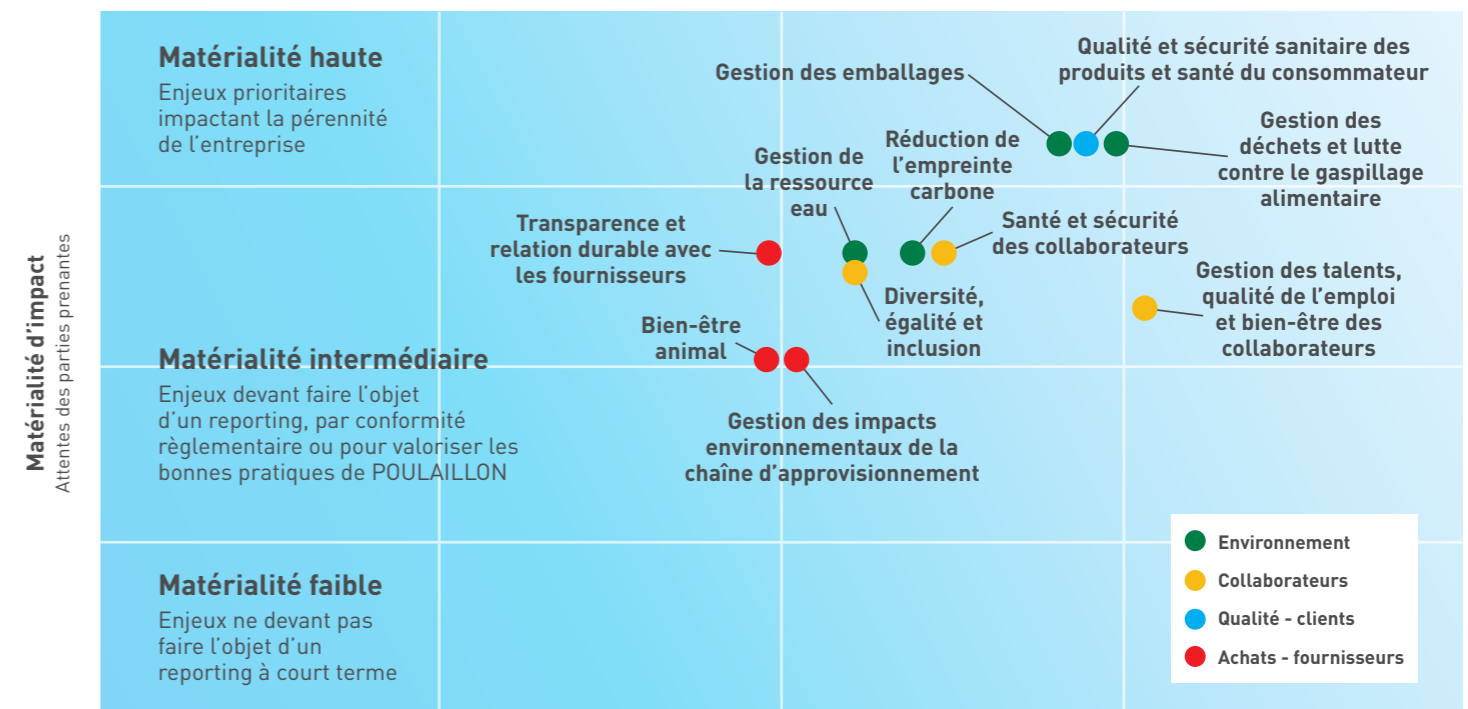 Matérialité d'impact
Attentes des parties prenantes
Matérialité haute
Enjeux prioritaires
impactant la pérennité
de l'entreprise
Gestion des emballages
Qualité et sécurité sanitaire des
produits et santé du consommateur
Gestion des
déchets et lutte
contre le gaspillage
alimentaire
Réduction de
l'empreinte
carbone
Gestion de
la ressource
eau
Transparence et
relation durable avec
les fournisseurs
Santé et sécurité
des collaborateurs
Gestion des talents,
qualité de l'emploi
et bien-être des
collaborateurs
Diversité,
égalité et
inclusion
Bien-être
animal
Matérialité intermédiaire
Enjeux devant faire l'objet
d'un reporting, par conformité
règlementaire ou pour valoriser les
bonnes pratiques de POULAILLON
Gestion des impacts
environnementaux de la
chaîne d'approvisionnement
Matérialité faible
Enjeux ne devant pas
faire l'objet d'un
reporting à court terme
Environnement
Collaborateurs
Qualité - clients
Achats - fournisseurs